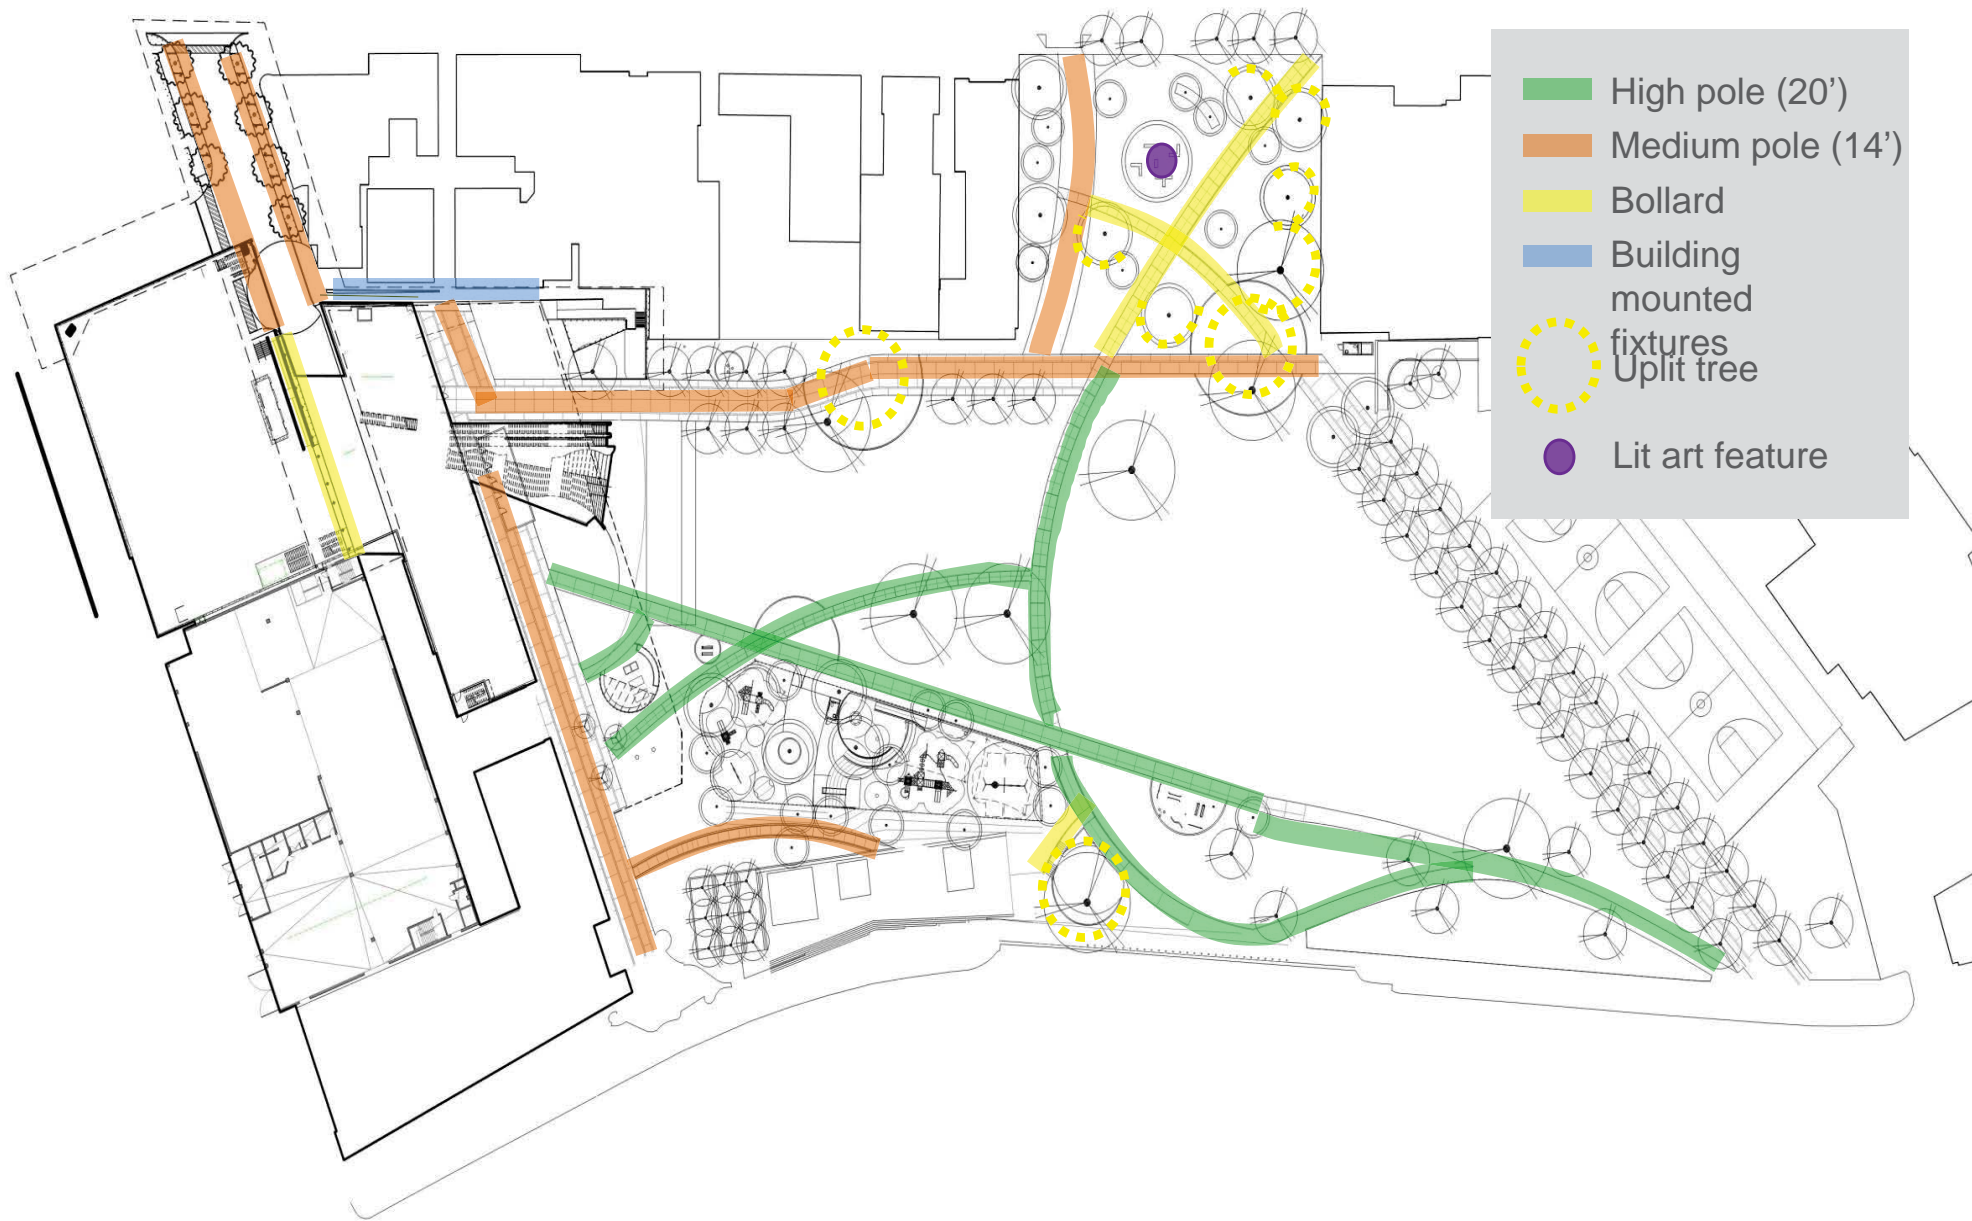 High pole (20’)
Medium pole (14’)
Bollard
Building
mounted
fixtures
Uplit tree
Lit art feature